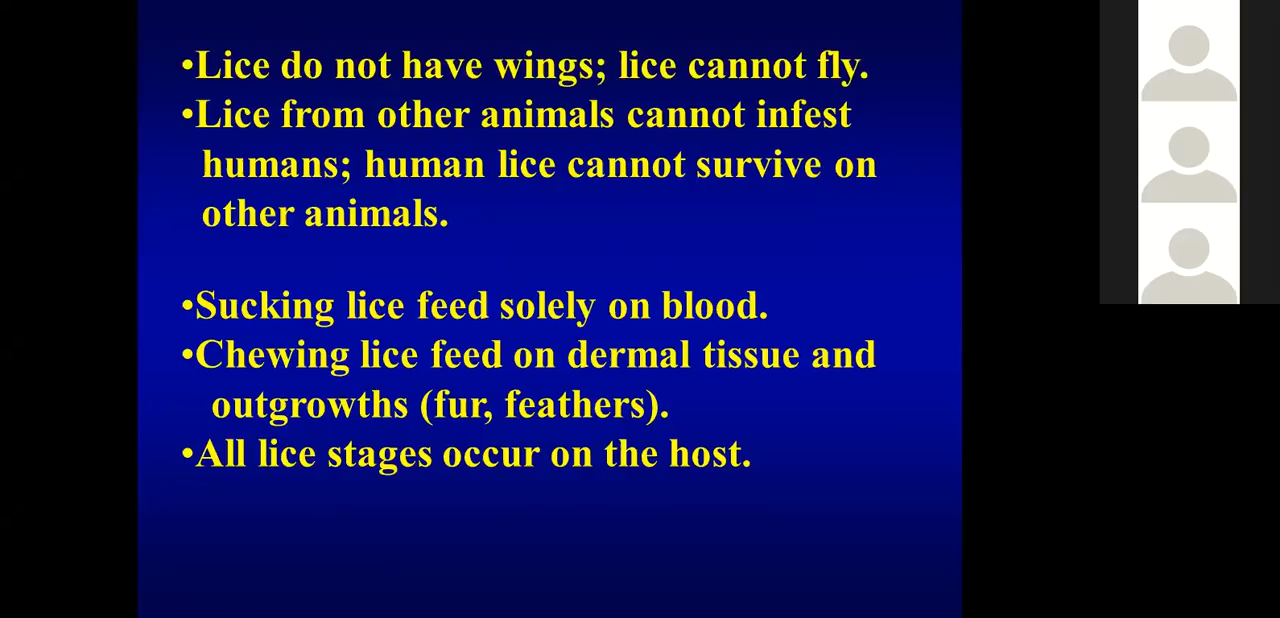 •Lice do not have wings; lice cannot fly.
•Lice from other animals cannot infest
humans; human lice cannot survive on
other animals.
•Sucking lice feed solely on blood.
•Chewing lice feed on dermal tissue and
outgrowths (fur, feathers).
•All lice stages occur on the host.